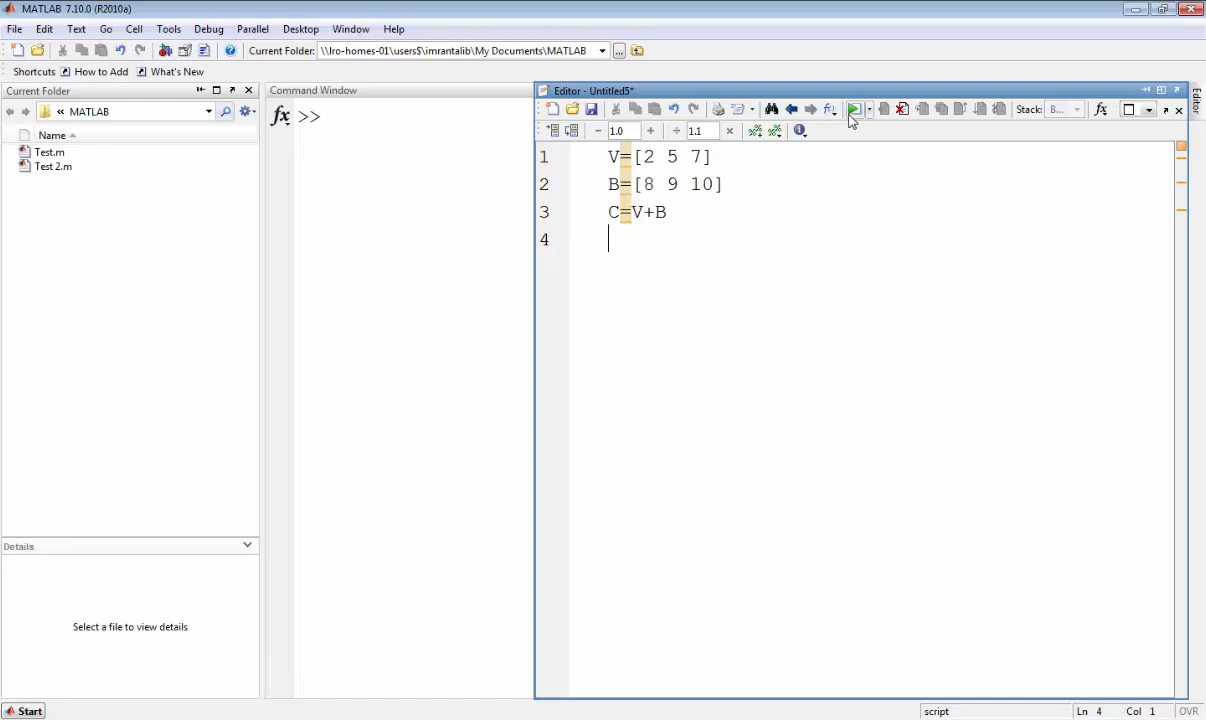 MATLAB 7.10.0 (R2010a)
File Edit Text Go Cell Tools Debug Parallel Desktop Window Help
Current Folder: \\lro-homes-01\users$\imrantalib\My Documents\MATLAB
Shortcuts How to Add What's New
Current Folder
« MATLAB
Name
Test.m
Test 2.m
Details
Select a file to view details
Command Window
fx >>
Editor - Untitled5*
Stack: B... fx
− 1.0 + ÷ 1.1 ×
1 V=[2 5 7]
2 B=[8 9 10]
3 C=V+B
4
Editor
Start
script Ln 4 Col 1 OVR